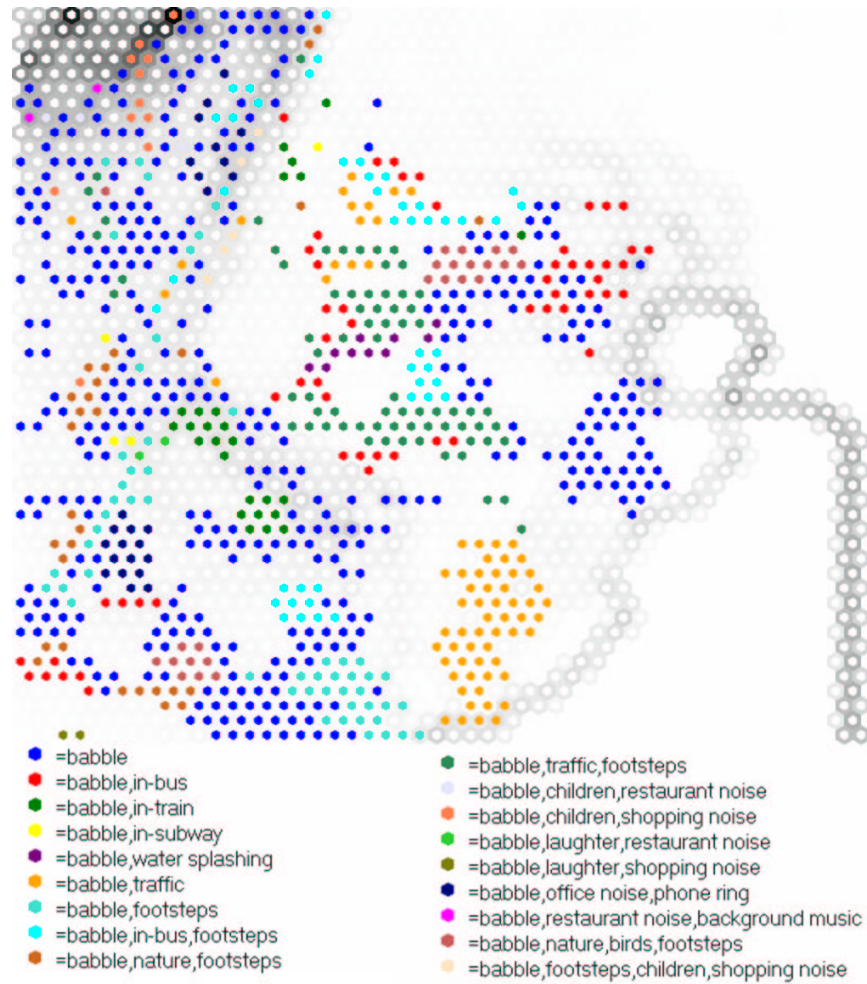 =babble
=babble,in-bus
=babble,in-train
=babble,in-subway
=babble,water splashing
=babble,traffic
=babble,footsteps
=babble,in-bus,footsteps
=babble,nature,footsteps
=babble,traffic,footsteps
=babble,children,restaurant noise
=babble,children,shopping noise
=babble,laughter,restaurant noise
=babble,laughter,shopping noise
=babble,office noise,phone ring
=babble,restaurant noise,background music
=babble,nature,birds,footsteps
=babble,footsteps,children,shopping noise